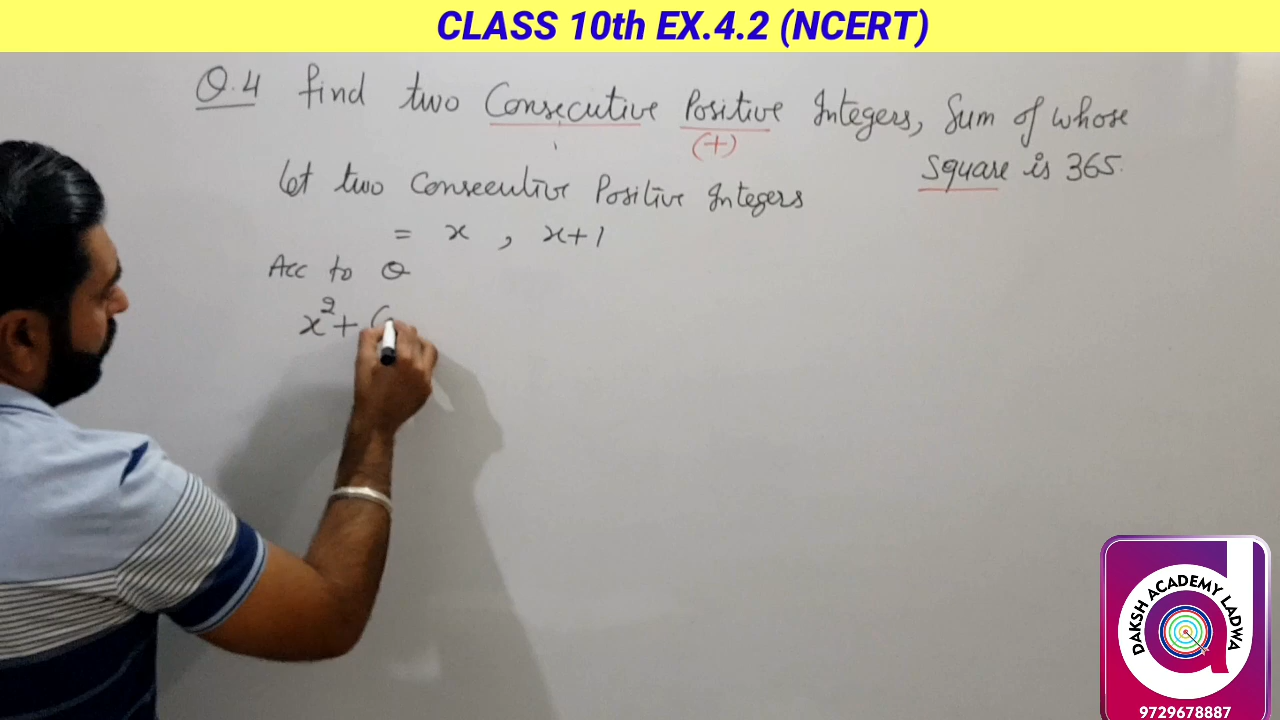 CLASS 10th EX.4.2 (NCERT)
Q.4 find two Consecutive Positive Integers, Sum of whose
(+)
Square is 365.
Let two Consecutive Positive Integers
= x , x+1
Acc to Q
x²+ (
DAKSH ACADEMY LADWA
9729678887